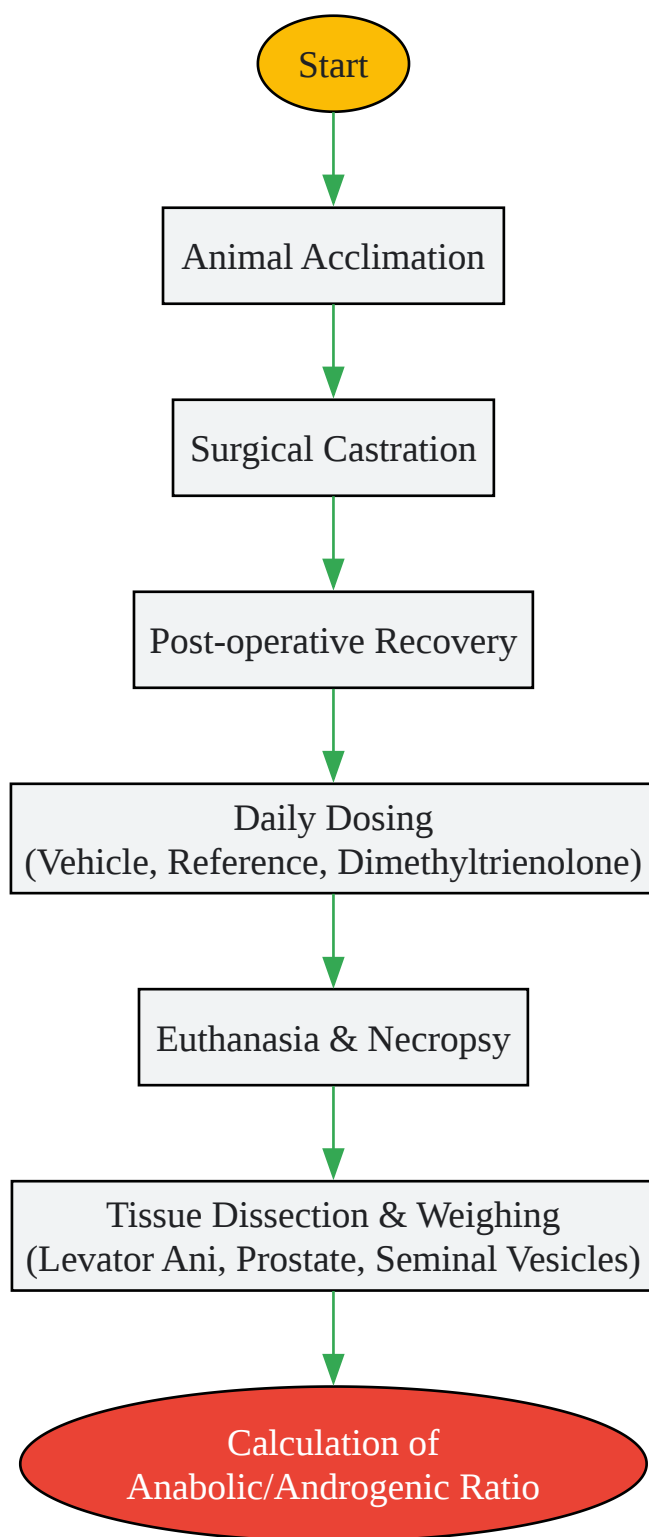 Start
Animal Acclimation
Surgical Castration
Post-operative Recovery
Daily Dosing
(Vehicle, Reference, Dimethyltrienolone)
Euthanasia & Necropsy
Tissue Dissection & Weighing
(Levator Ani, Prostate, Seminal Vesicles)
Calculation of
Anabolic/Androgenic Ratio